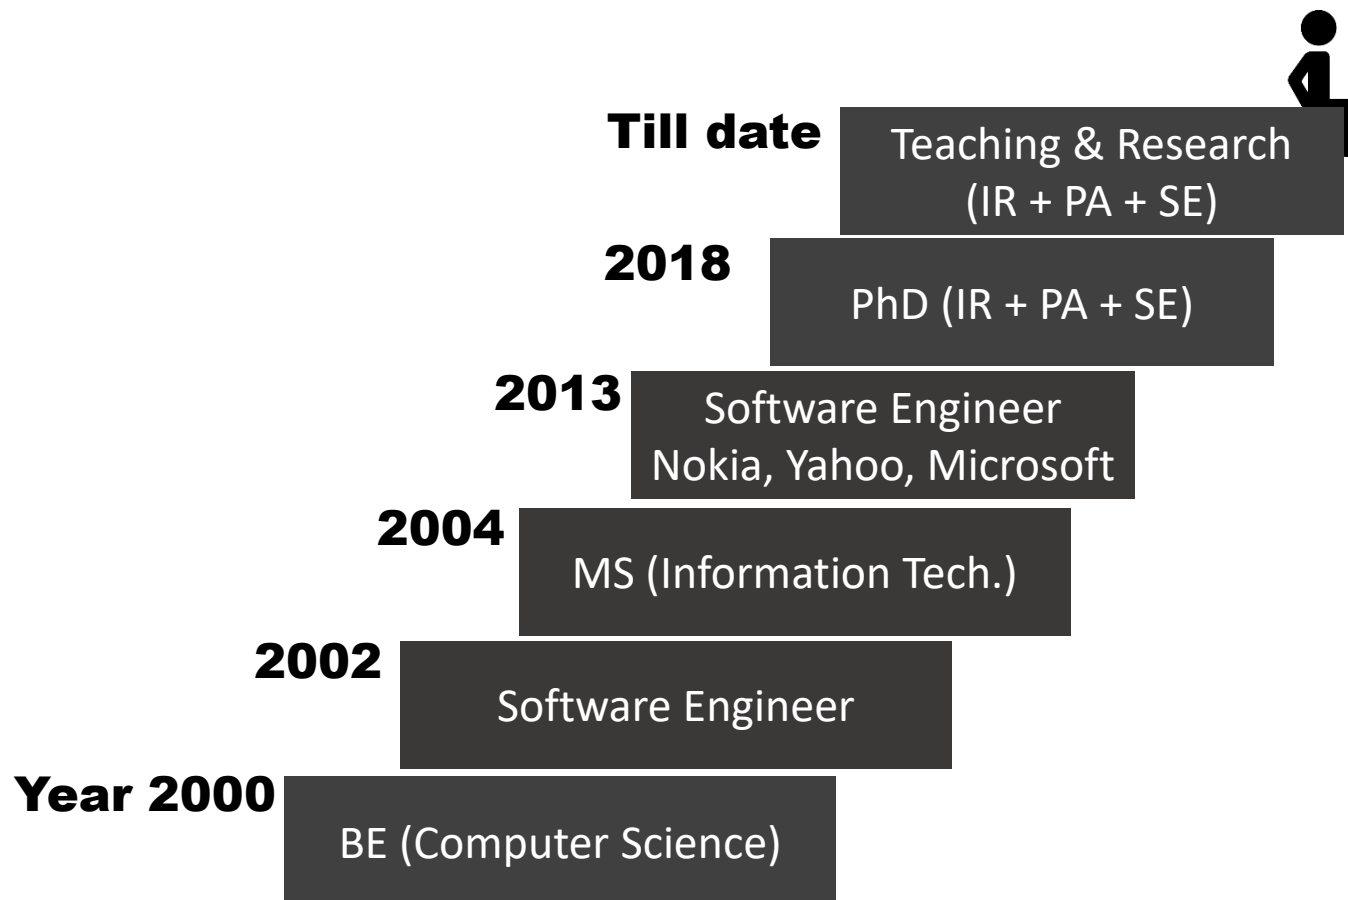 Till date
Teaching & Research
(IR + PA + SE)
2018
PhD (IR + PA + SE)
2013
Software Engineer
Nokia, Yahoo, Microsoft
2004
MS (Information Tech.)
2002
Software Engineer
Year 2000
BE (Computer Science)